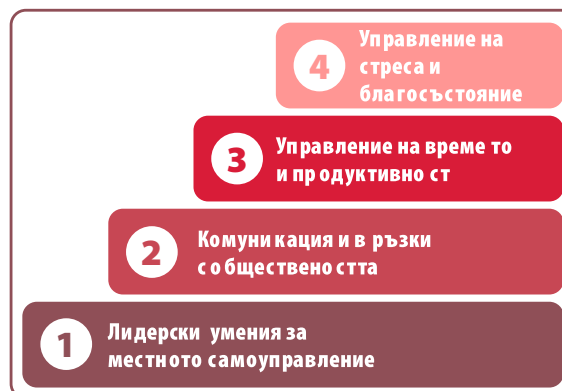 4
Управление на
стреса и
благосъстояние
3
Управление на времето
и продуктивност
2
Комуникация и връзки
с обществеността
1
Лидерски умения за
местното самоуправление